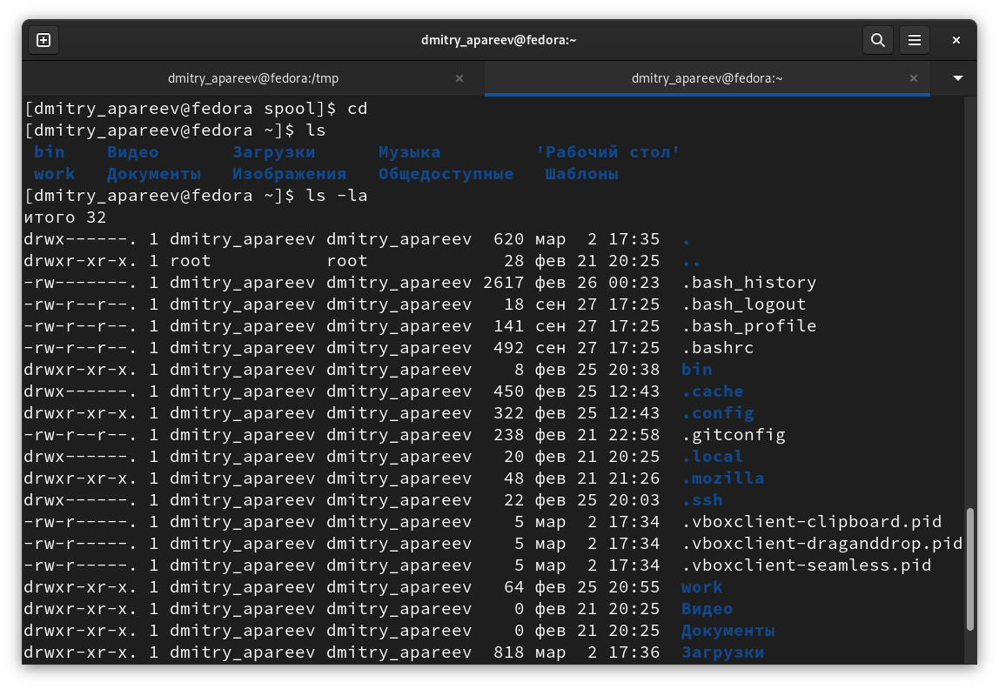 dmitry_apareev@fedora:~
dmitry_apareev@fedora:/tmp dmitry_apareev@fedora:~
[dmitry_apareev@fedora spool]$ cd
[dmitry_apareev@fedora ~]$ ls
bin Видео Загрузки Музыка 'Рабочий стол'
work Документы Изображения Общедоступные Шаблоны
[dmitry_apareev@fedora ~]$ ls -la
итого 32
drwx------. 1 dmitry_apareev dmitry_apareev 620 мар 2 17:35 .
drwxr-xr-x. 1 root root 28 фев 21 20:25 ..
-rw-------. 1 dmitry_apareev dmitry_apareev 2617 фев 26 00:23 .bash_history
-rw-r--r--. 1 dmitry_apareev dmitry_apareev 18 сен 27 17:25 .bash_logout
-rw-r--r--. 1 dmitry_apareev dmitry_apareev 141 сен 27 17:25 .bash_profile
-rw-r--r--. 1 dmitry_apareev dmitry_apareev 492 сен 27 17:25 .bashrc
drwxr-xr-x. 1 dmitry_apareev dmitry_apareev 8 фев 25 20:38 bin
drwx------. 1 dmitry_apareev dmitry_apareev 450 фев 25 12:43 .cache
drwxr-xr-x. 1 dmitry_apareev dmitry_apareev 322 фев 25 12:43 .config
-rw-r--r--. 1 dmitry_apareev dmitry_apareev 238 фев 21 22:58 .gitconfig
drwx------. 1 dmitry_apareev dmitry_apareev 20 фев 21 20:25 .local
drwxr-xr-x. 1 dmitry_apareev dmitry_apareev 48 фев 21 21:26 .mozilla
drwx------. 1 dmitry_apareev dmitry_apareev 22 фев 25 20:03 .ssh
-rw-r-----. 1 dmitry_apareev dmitry_apareev 5 мар 2 17:34 .vboxclient-clipboard.pid
-rw-r-----. 1 dmitry_apareev dmitry_apareev 5 мар 2 17:34 .vboxclient-draganddrop.pid
-rw-r-----. 1 dmitry_apareev dmitry_apareev 5 мар 2 17:34 .vboxclient-seamless.pid
drwxr-xr-x. 1 dmitry_apareev dmitry_apareev 64 фев 25 20:55 work
drwxr-xr-x. 1 dmitry_apareev dmitry_apareev 0 фев 21 20:25 Видео
drwxr-xr-x. 1 dmitry_apareev dmitry_apareev 0 фев 21 20:25 Документы
drwxr-xr-x. 1 dmitry_apareev dmitry_apareev 818 мар 2 17:36 Загрузки